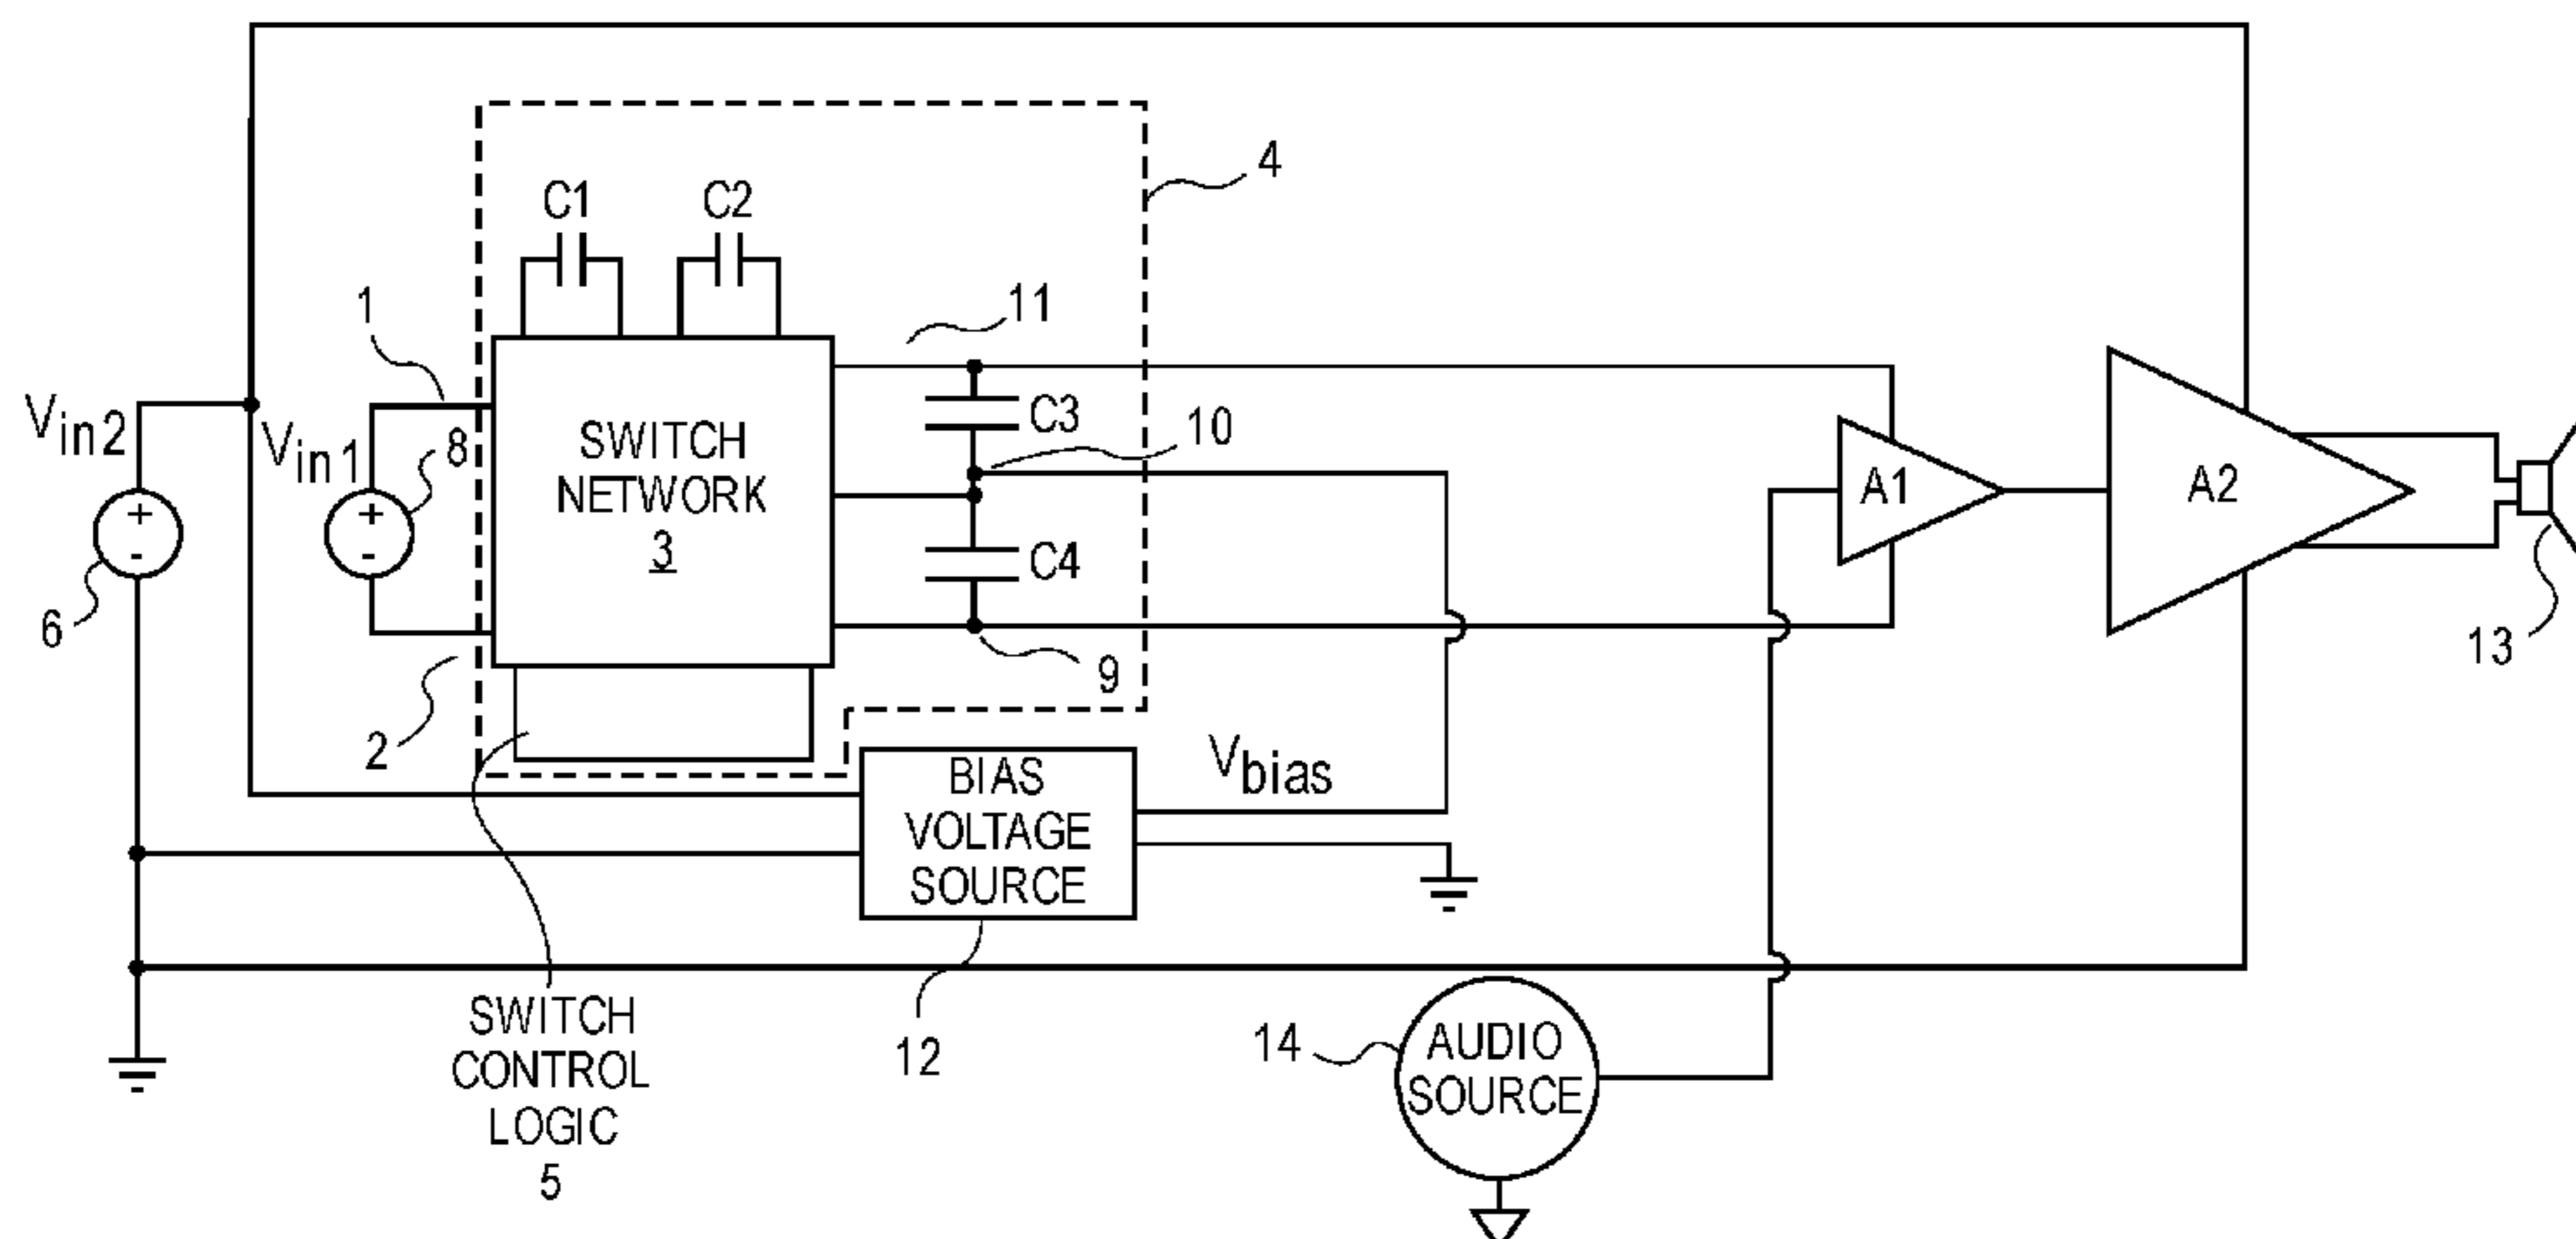 4
C1 C2
1
11
Vin2
Vin1
8
SWITCH
NETWORK
3
C3
10
C4
A1
A2
6
9
13
2
BIAS
VOLTAGE
SOURCE
Vbias
SWITCH
CONTROL
LOGIC
5
12
14
AUDIO
SOURCE
+
-
+
-